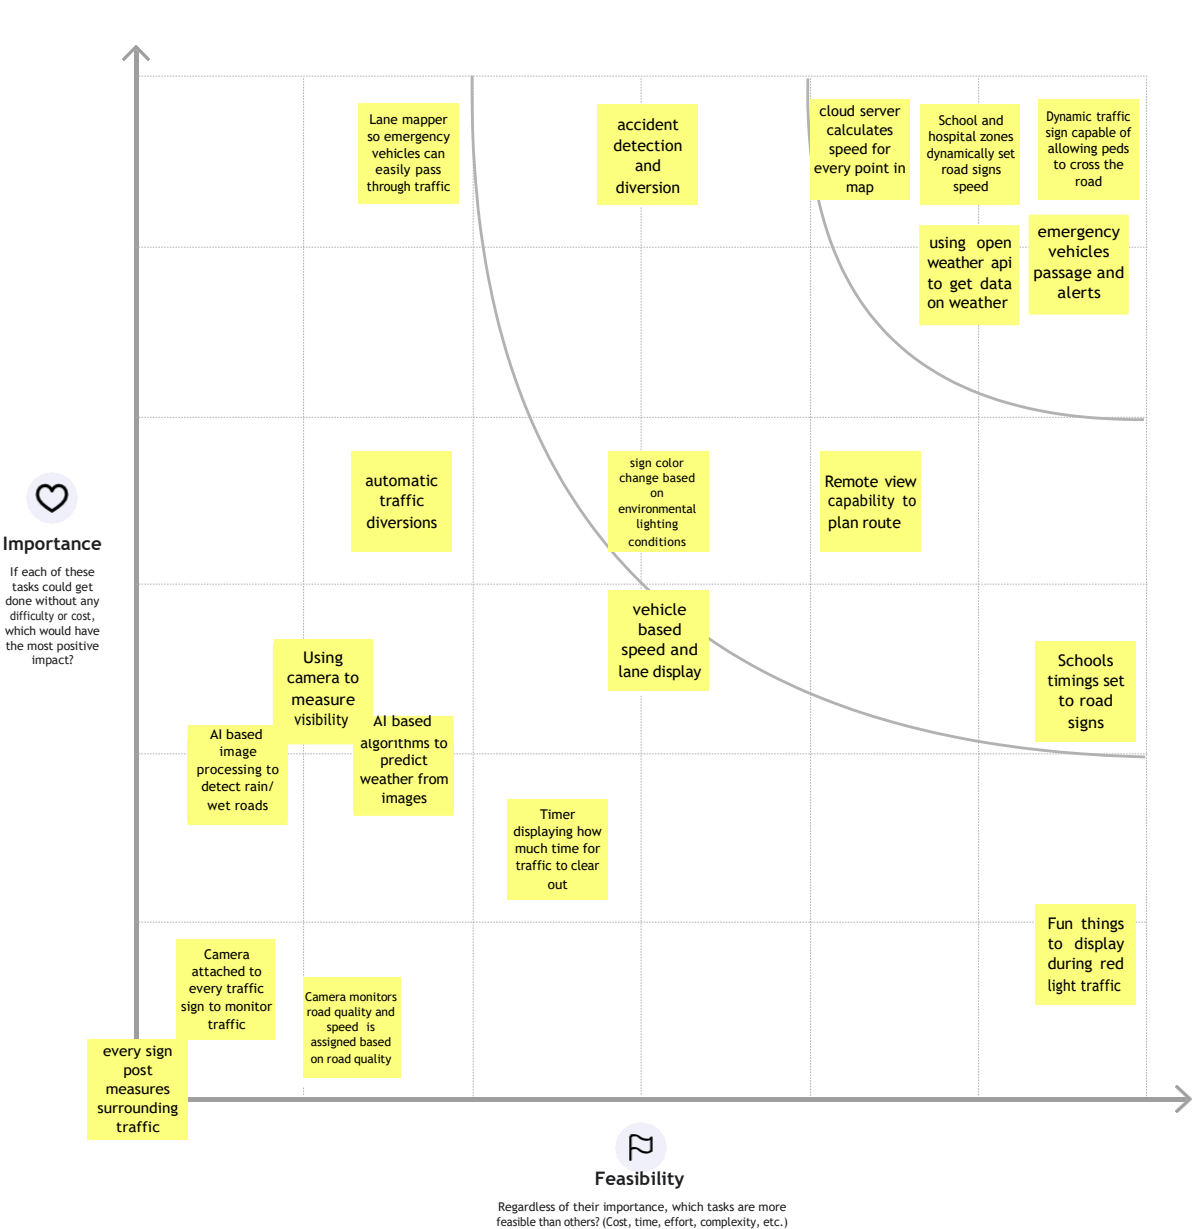 Lane mapper
so emergency
vehicles can
easily pass
through traffic
accident
detection
and
diversion
cloud server
calculates
speed for
every point in
map
School and
hospital zones
dynamically set
road signs
speed
Dynamic traffic
sign capable of
allowing peds
to cross the
road
using open
weather api
to get data
on weather
emergency
vehicles
passage and
alerts
automatic
traffic
diversions
sign color
change based
on
environmental
lighting
conditions
Remote view
capability to
plan route
Importance
If each of these
tasks could get
done without any
difficulty or cost,
which would have
the most positive
impact?
vehicle
based
speed and
lane display
Using
camera to
measure
visibility
Schools
timings set
to road
signs
AI based
image
processing to
detect rain/
wet roads
AI based
algorithms to
predict
weather from
images
Timer
displaying how
much time for
traffic to clear
out
Fun things
to display
during red
light traffic
Camera
attached to
every traffic
sign to monitor
traffic
Camera monitors
road quality and
speed is
assigned based
on road quality
every sign
post
measures
surrounding
traffic
Feasibility
Regardless of their importance, which tasks are more
feasible than others? (Cost, time, effort, complexity, etc.)